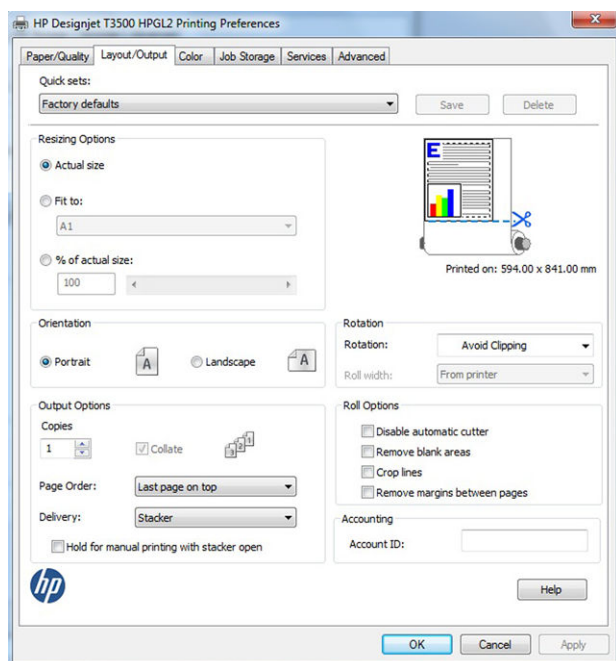 HP Designjet T3500 HPGL2 Printing Preferences
Paper/Quality Layout/Output Color Job Storage Services Advanced
Quick sets:
Factory defaults
Save Delete
Resizing Options
Actual size
Fit to:
A1
% of actual size:
100
E
Printed on: 594.00 x 841.00 mm
Orientation
Portrait A Landscape A
Rotation
Rotation: Avoid Clipping
Roll width: From printer
Output Options
Copies
1 Collate 3 2 1
Page Order: Last page on top
Delivery: Stacker
Hold for manual printing with stacker open
Roll Options
Disable automatic cutter
Remove blank areas
Crop lines
Remove margins between pages
Accounting
Account ID:
hp
Help
OK Cancel Apply